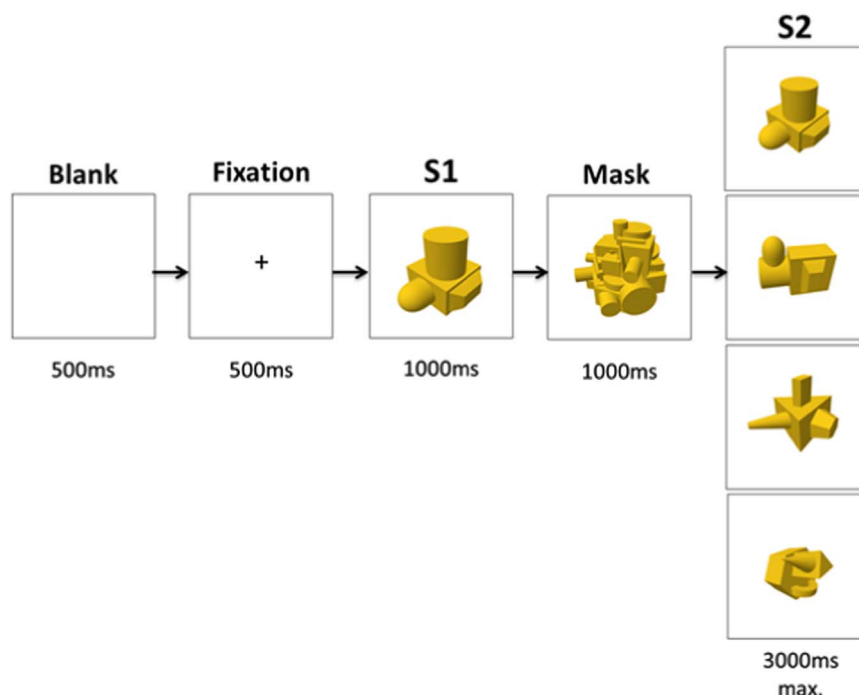 S2
Blank
Fixation
S1
Mask
+
500ms
500ms
1000ms
1000ms
3000ms
max.